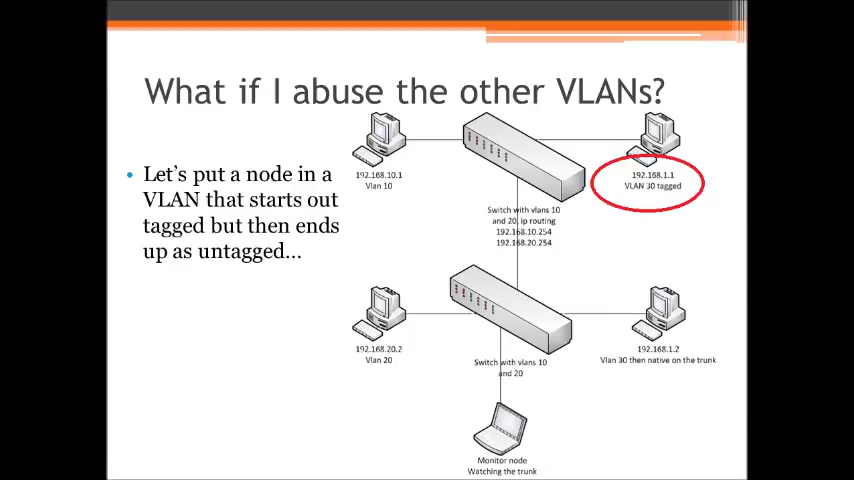 What if I abuse the other VLANs?
• Let's put a node in a
VLAN that starts out
tagged but then ends
up as untagged...
192.168.10.1
Vlan 10
192.168.1.1
VLAN 30 tagged
Switch with vlans 10
and 20, ip routing
192.168.10.254
192.168.20.254
192.168.20.2
Vlan 20
Switch with vlans 10
and 20
192.168.1.2
Vlan 30 then native on the trunk
Monitor node
Watching the trunk